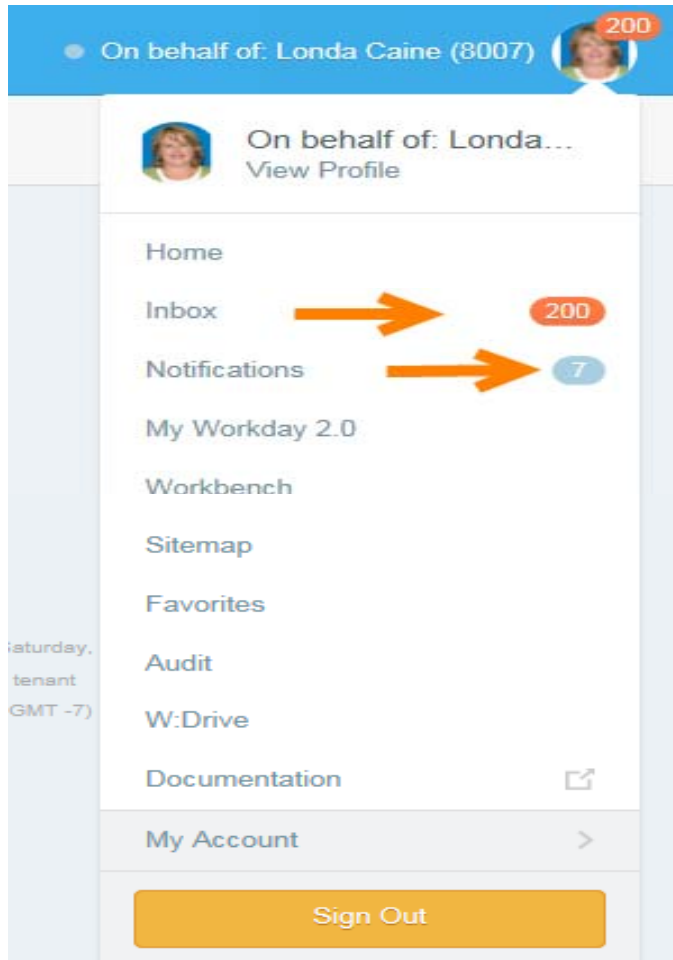 200
On behalf of: Londa Caine (8007)
On behalf of: Londa...
View Profile
Home
Inbox 200
Notifications 7
My Workday 2.0
Workbench
Sitemap
Favorites
Saturday,
Audit
tenant
GMT -7)
W:Drive
Documentation
My Account
Sign Out